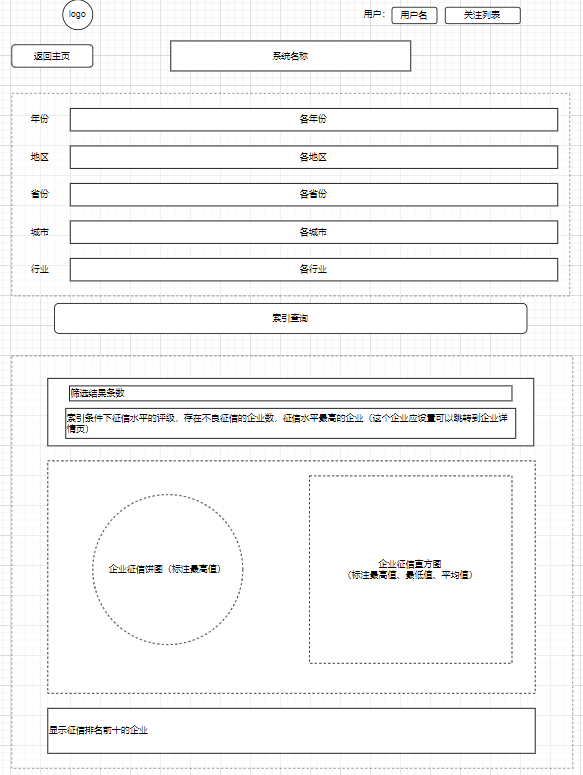 logo
用户：
用户名
关注列表
返回主页
系统名称
年份
各年份
地区
各地区
省份
各省份
城市
各城市
行业
各行业
索引查询
筛选结果条数
索引条件下征信水平的评级，存在不良征信的企业数，征信水平最高的企业（这个企业应设置可以跳转到企业详
情页）
企业征信饼图（标注最高值）
企业征信直方图
（标注最高值、最低值、平均值）
显示征信排名前十的企业